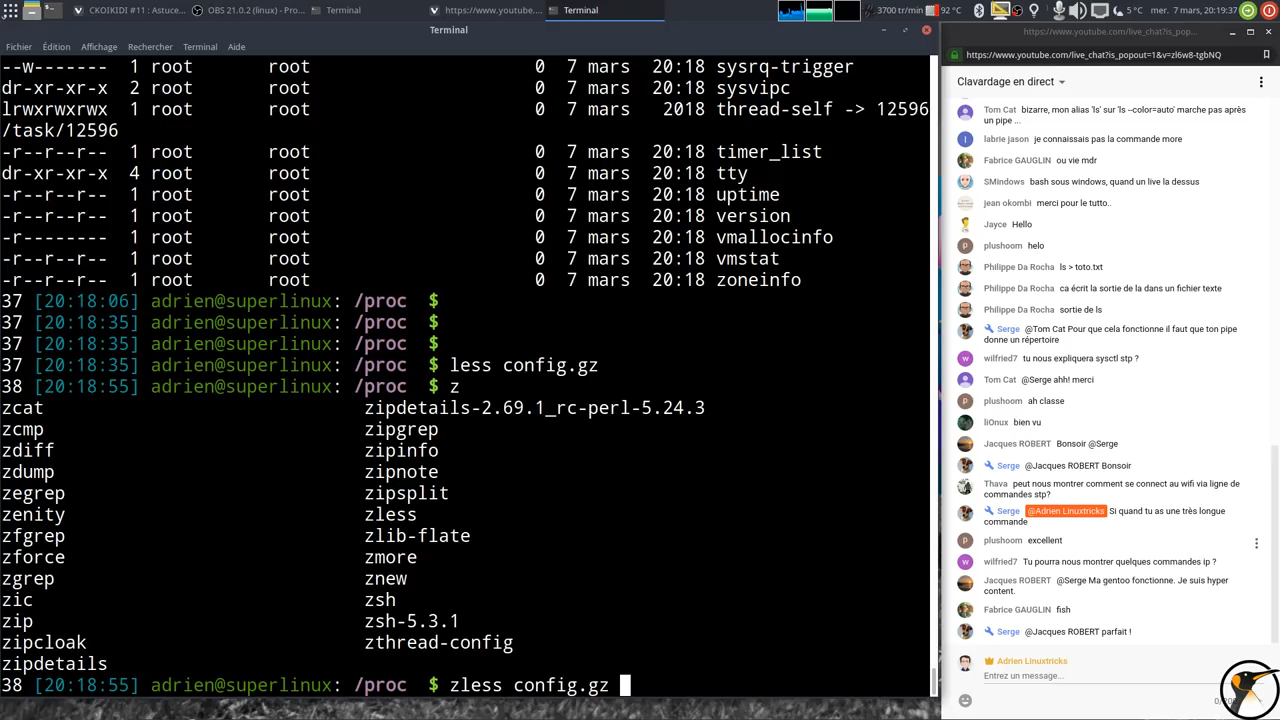 CKOIKIDI #11 : Astuce...
OBS 21.0.2 (linux) - Pro...
Terminal
https://www.youtube....
Terminal
3700 tr/min
92 °C
5 °C
mer. 7 mars, 20:19:37
Terminal
Fichier Édition Affichage Rechercher Terminal Aide
--w------- 1 root root 0 7 mars 20:18 sysrq-trigger
dr-xr-xr-x 2 root root 0 7 mars 20:18 sysvipc
lrwxrwxrwx 1 root root 0 7 mars 2018 thread-self -> 12596
/task/12596
-r--r--r-- 1 root root 0 7 mars 20:18 timer_list
dr-xr-xr-x 4 root root 0 7 mars 20:18 tty
-r--r--r-- 1 root root 0 7 mars 20:18 uptime
-r--r--r-- 1 root root 0 7 mars 20:18 version
-r-------- 1 root root 0 7 mars 20:18 vmallocinfo
-r--r--r-- 1 root root 0 7 mars 20:18 vmstat
-r--r--r-- 1 root root 0 7 mars 20:18 zoneinfo
37 [20:18:06] adrien@superlinux: /proc $
37 [20:18:35] adrien@superlinux: /proc $
37 [20:18:35] adrien@superlinux: /proc $
37 [20:18:35] adrien@superlinux: /proc $ less config.gz
38 [20:18:55] adrien@superlinux: /proc $ z
zcat zipdetails-2.69.1_rc-perl-5.24.3
zcmp zipgrep
zdiff zipinfo
zdump zipnote
zegrep zipsplit
zenity zless
zfgrep zlib-flate
zforce zmore
zgrep znew
zic zsh
zip zsh-5.3.1
zipcloak zthread-config
zipdetails
38 [20:18:55] adrien@superlinux: /proc $ zless config.gz
https://www.youtube.com/live_chat?is_pop...
https://www.youtube.com/live_chat?is_popout=1&v=zl6w8-tgbNQ
Clavardage en direct
Tom Cat bizarre, mon alias 'ls' sur 'ls --color=auto' marche pas après
un pipe ...
labrie jason je connaissais pas la commande more
Fabrice GAUGLIN ou vie mdr
SMindows bash sous windows, quand un live la dessus
jean okombi merci pour le tutto..
Jayce Hello
plushoom helo
Philippe Da Rocha ls > toto.txt
Philippe Da Rocha ca écrit la sortie de la dans un fichier texte
Philippe Da Rocha sortie de ls
Serge @Tom Cat Pour que cela fonctionne il faut que ton pipe
donne un répertoire
wilfried7 tu nous expliquera sysctl stp ?
Tom Cat @Serge ahh! merci
plushoom ah classe
liOnux bien vu
Jacques ROBERT Bonsoir @Serge
Serge @Jacques ROBERT Bonsoir
Thava peut nous montrer comment se connect au wifi via ligne de
commandes stp?
Serge @Adrien Linuxtricks Si quand tu as une très longue
commande
plushoom excellent
wilfried7 Tu pourra nous montrer quelques commandes ip ?
Jacques ROBERT @Serge Ma gentoo fonctionne. Je suis hyper
content.
Fabrice GAUGLIN fish
Serge @Jacques ROBERT parfait !
Adrien Linuxtricks
Entrez un message...